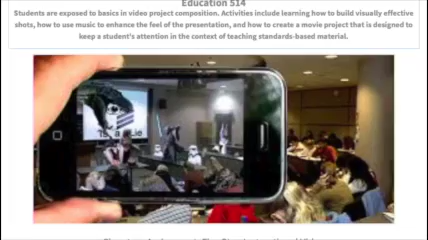 Education 514
Students are exposed to basics in video project composition. Activities include learning how to build visually effective
shots, how to use music to enhance the feel of the presentation, and how to create a movie project that is designed to
keep a student's attention in the context of teaching standards-based material.
is a Lie